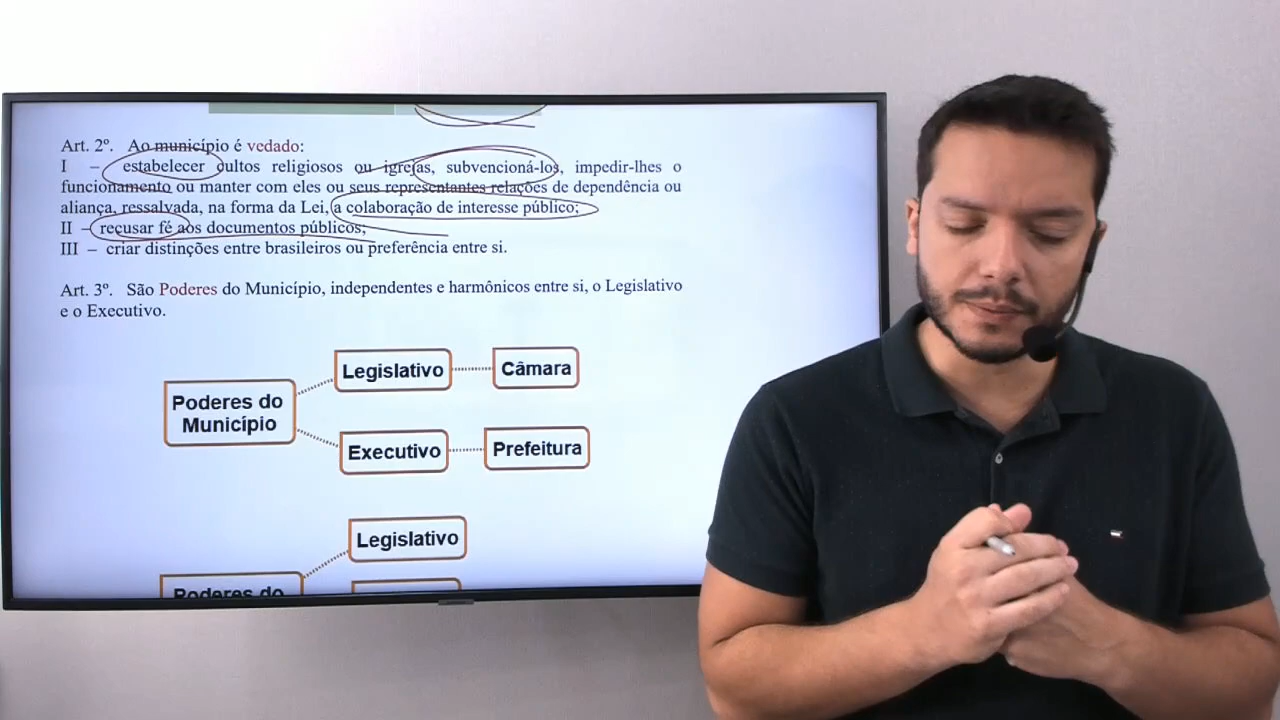 Art. 2º. Ao município é vedado:
I – estabelecer cultos religiosos ou igrejas, subvencioná-los, impedir-lhes o
funcionamento ou manter com eles ou seus representantes relações de dependência ou
aliança, ressalvada, na forma da Lei, a colaboração de interesse público;
II – recusar fé aos documentos públicos;
III – criar distinções entre brasileiros ou preferência entre si.
Art. 3º. São Poderes do Município, independentes e harmônicos entre si, o Legislativo
e o Executivo.
Poderes do
Município
Legislativo
Câmara
Executivo
Prefeitura
Legislativo
Poderes do